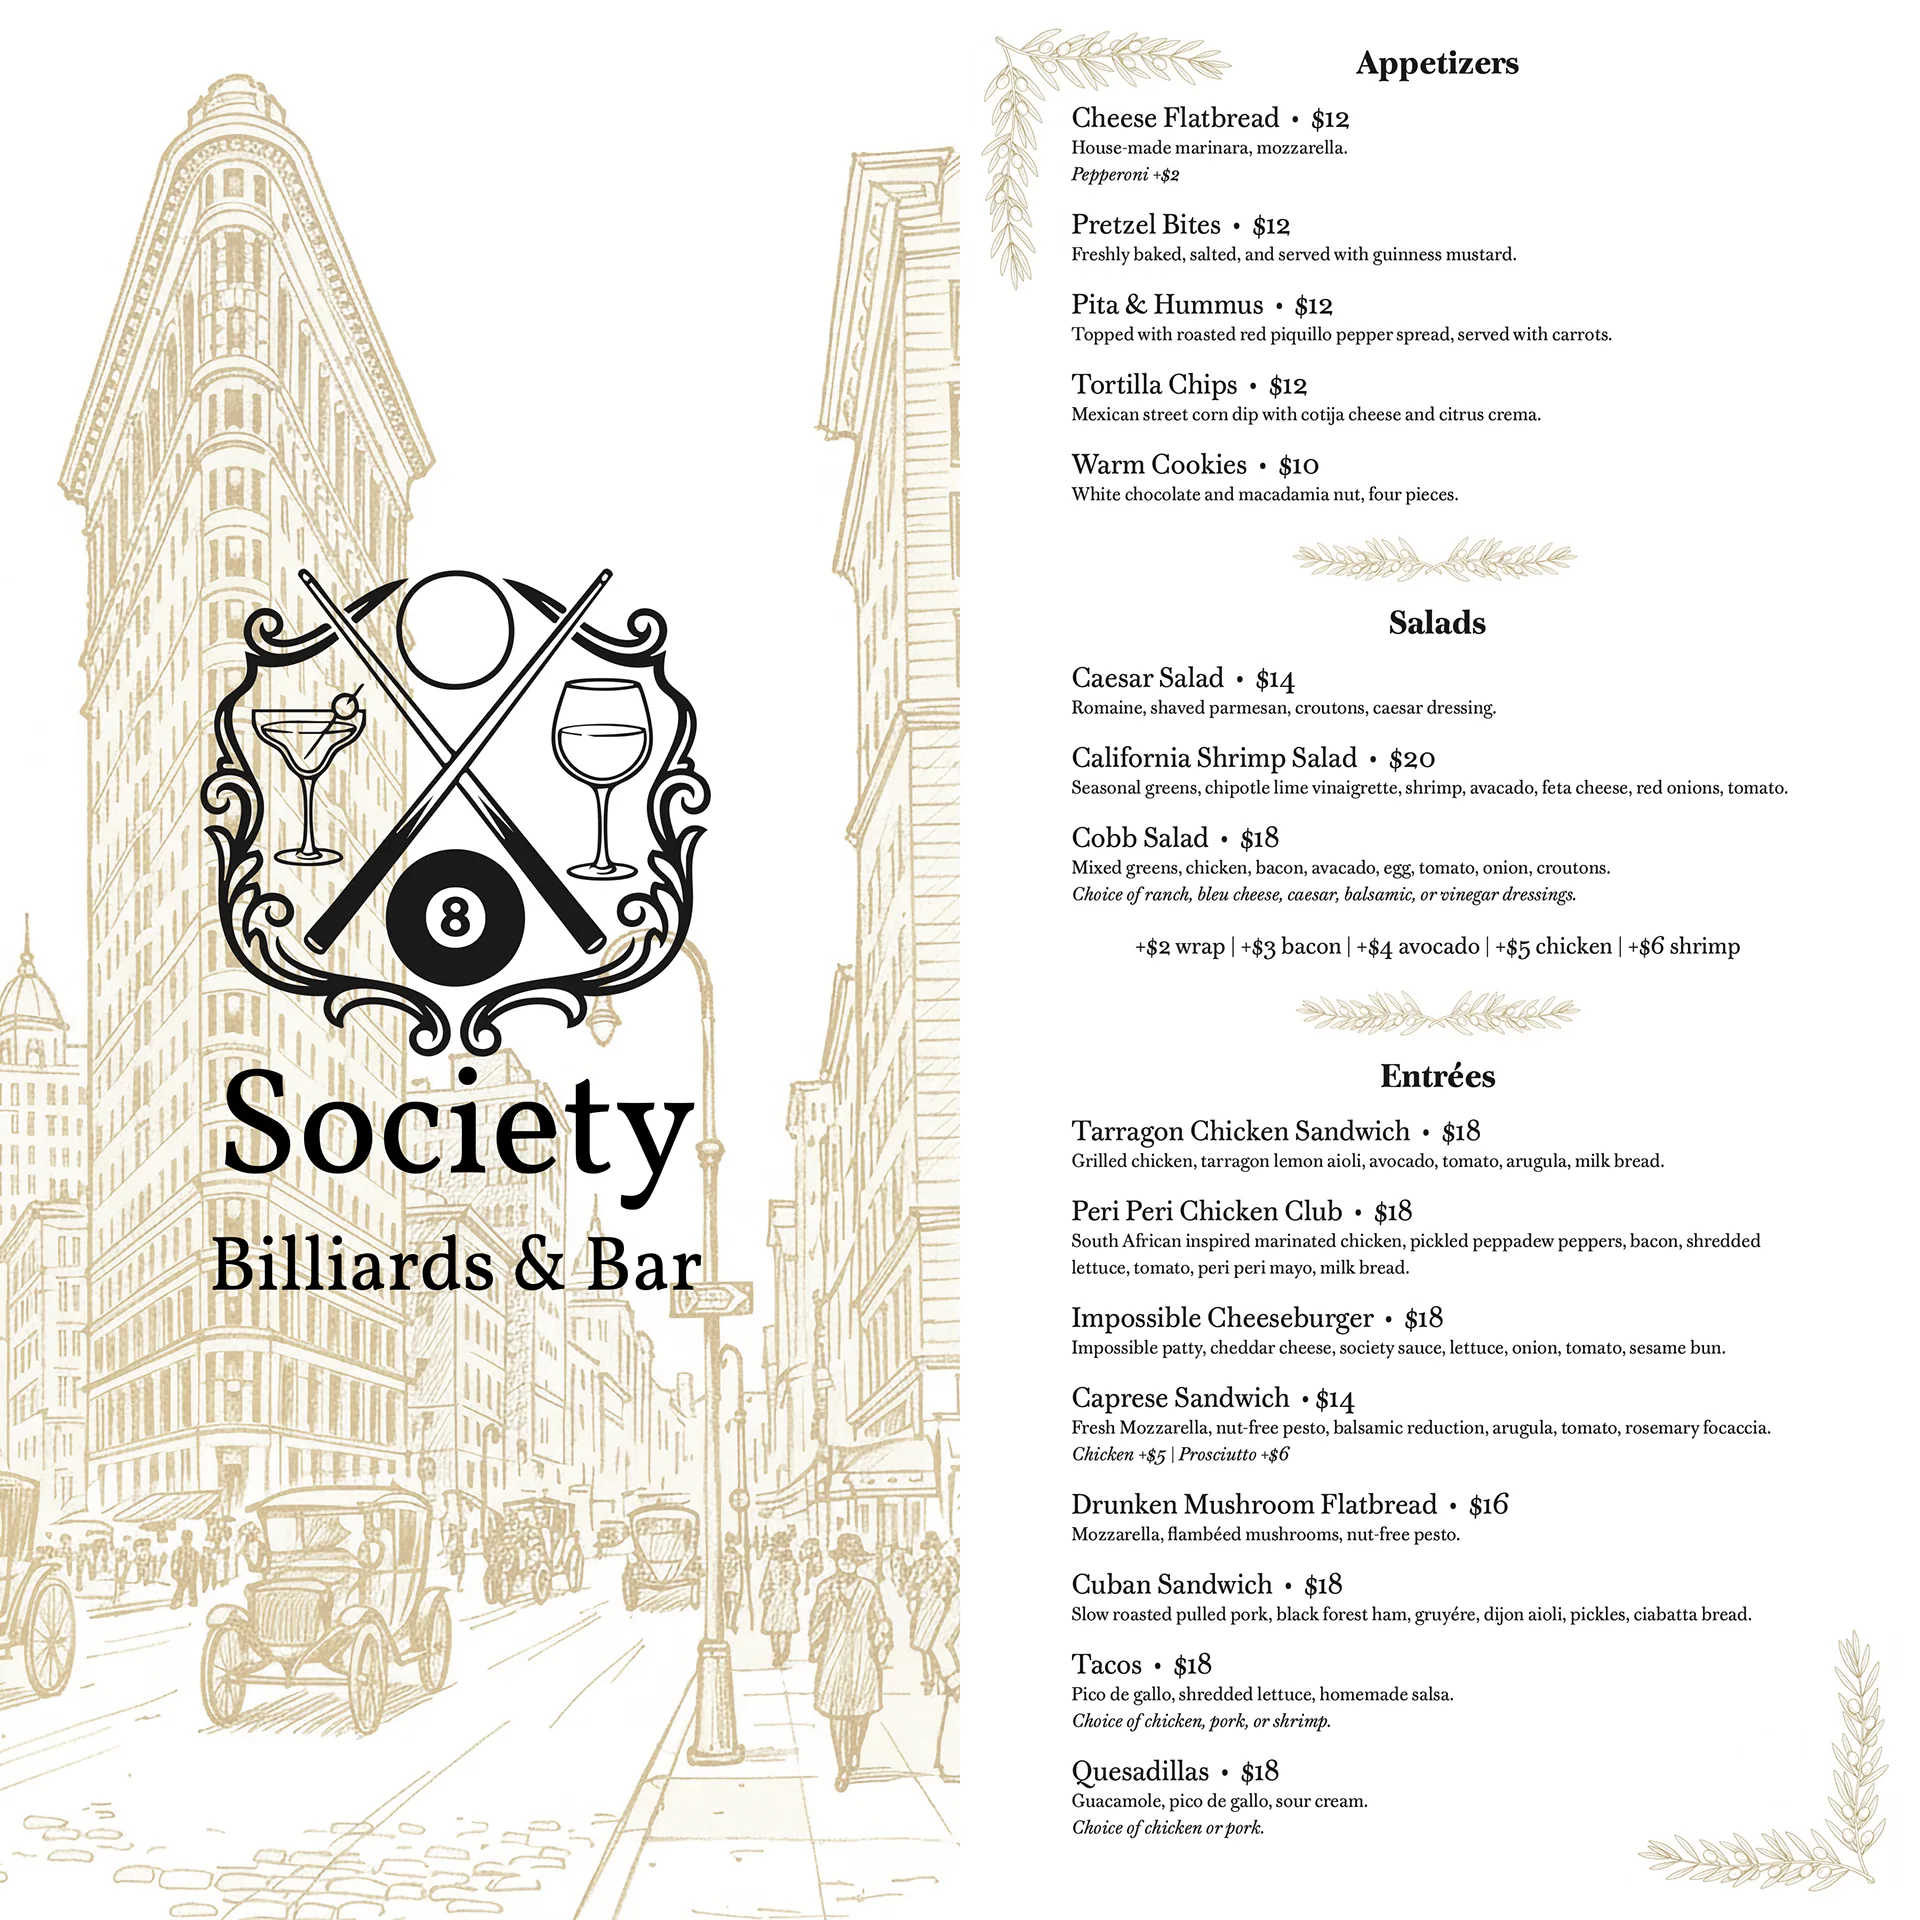 8
Society
Billiards & Bar
Appetizers
Cheese Flatbread • $12
House-made marinara, mozzarella.
Pepperoni +$2
Pretzel Bites • $12
Freshly baked, salted, and served with guinness mustard.
Pita & Hummus • $12
Topped with roasted red piquillo pepper spread, served with carrots.
Tortilla Chips • $12
Mexican street corn dip with cotija cheese and citrus crema.
Warm Cookies • $10
White chocolate and macadamia nut, four pieces.
Salads
Caesar Salad • $14
Romaine, shaved parmesan, croutons, caesar dressing.
California Shrimp Salad • $20
Seasonal greens, chipotle lime vinaigrette, shrimp, avacado, feta cheese, red onions, tomato.
Cobb Salad • $18
Mixed greens, chicken, bacon, avacado, egg, tomato, onion, croutons.
Choice of ranch, bleu cheese, caesar, balsamic, or vinegar dressings.
+$2 wrap | +$3 bacon | +$4 avocado | +$5 chicken | +$6 shrimp
Entrées
Tarragon Chicken Sandwich • $18
Grilled chicken, tarragon lemon aioli, avocado, tomato, arugula, milk bread.
Peri Peri Chicken Club • $18
South African inspired marinated chicken, pickled peppadew peppers, bacon, shredded
lettuce, tomato, peri peri mayo, milk bread.
Impossible Cheeseburger • $18
Impossible patty, cheddar cheese, society sauce, lettuce, onion, tomato, sesame bun.
Caprese Sandwich • $14
Fresh Mozzarella, nut-free pesto, balsamic reduction, arugula, tomato, rosemary focaccia.
Chicken +$5 | Prosciutto +$6
Drunken Mushroom Flatbread • $16
Mozzarella, flambéed mushrooms, nut-free pesto.
Cuban Sandwich • $18
Slow roasted pulled pork, black forest ham, gruyére, dijon aioli, pickles, ciabatta bread.
Tacos • $18
Pico de gallo, shredded lettuce, homemade salsa.
Choice of chicken, pork, or shrimp.
Quesadillas • $18
Guacamole, pico de gallo, sour cream.
Choice of chicken or pork.